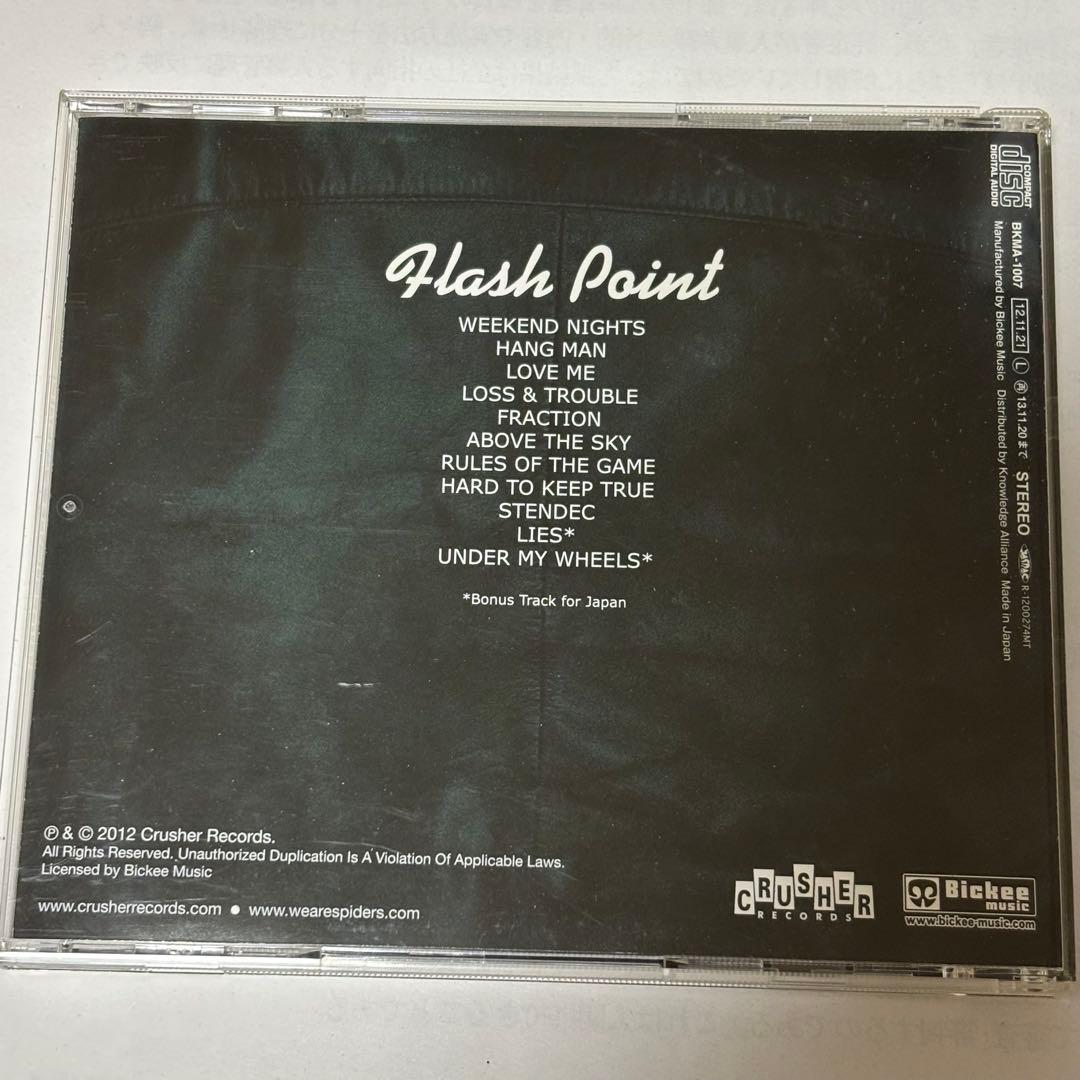 Flash Point
WEEKEND NIGHTS
HANG MAN
LOVE ME
LOSS & TROUBLE
FRACTION
ABOVE THE SKY
RULES OF THE GAME
HARD TO KEEP TRUE
STENDEC
LIES*
UNDER MY WHEELS*
*Bonus Track for Japan
℗ & © 2012 Crusher Records.
All Rights Reserved. Unauthorized Duplication Is A Violation Of Applicable Laws.
Licensed by Bickee Music
www.crusherrecords.com ● www.wearespiders.com
CRUSHER
RECORDS
Bickee
music
www.bickee-music.com
COMPACT
disc
DIGITAL AUDIO
BKMA-1007 12.11.21 Ⓛ ㊞13.11.20まで STEREO R-1200274MT
Manufactured by Bickee Music Distributed by Knowledge Alliance Made in Japan